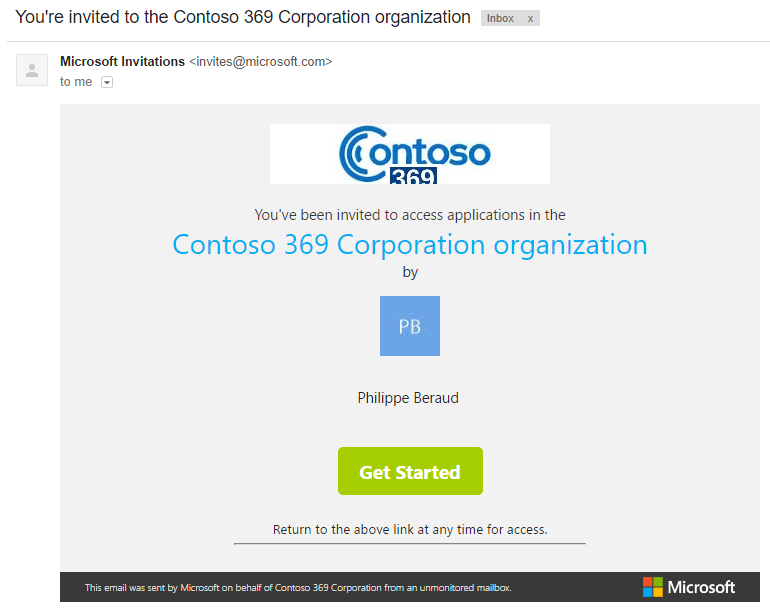 You're invited to the Contoso 369 Corporation organization Inbox x
Microsoft Invitations <invites@microsoft.com>
to me
Contoso
369
You've been invited to access applications in the
Contoso 369 Corporation organization
by
PB
Philippe Beraud
Get Started
Return to the above link at any time for access.
This email was sent by Microsoft on behalf of Contoso 369 Corporation from an unmonitored mailbox. Microsoft